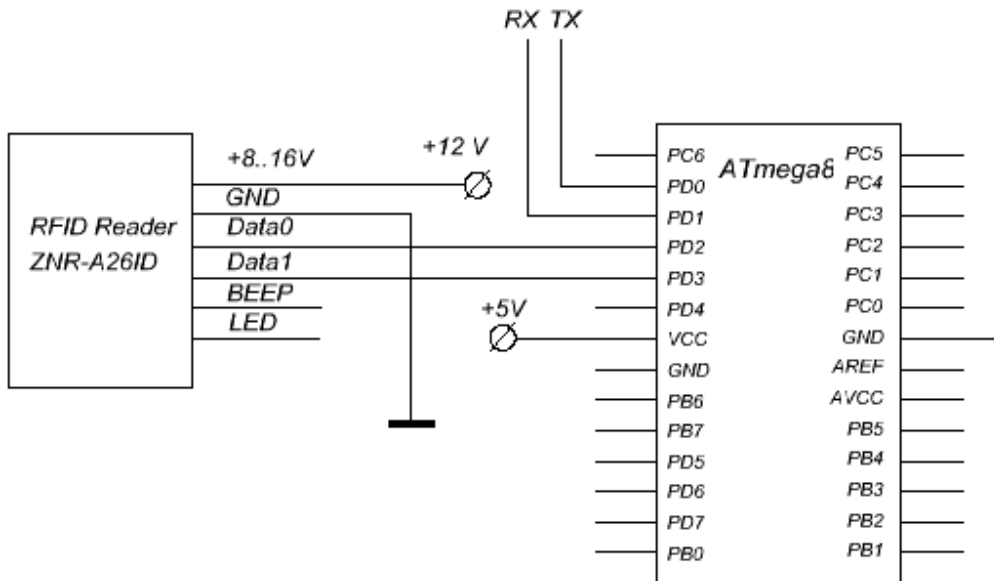 RX TX
+8..16V
+12 V
GND
Data0
RFID Reader
ZNR-A26ID
Data1
BEEP
LED
+5V
ATmega8
PC6
PD0
PD1
PD2
PD3
PD4
VCC
GND
PB6
PB7
PD5
PD6
PD7
PB0
PC5
PC4
PC3
PC2
PC1
PC0
GND
AREF
AVCC
PB5
PB4
PB3
PB2
PB1